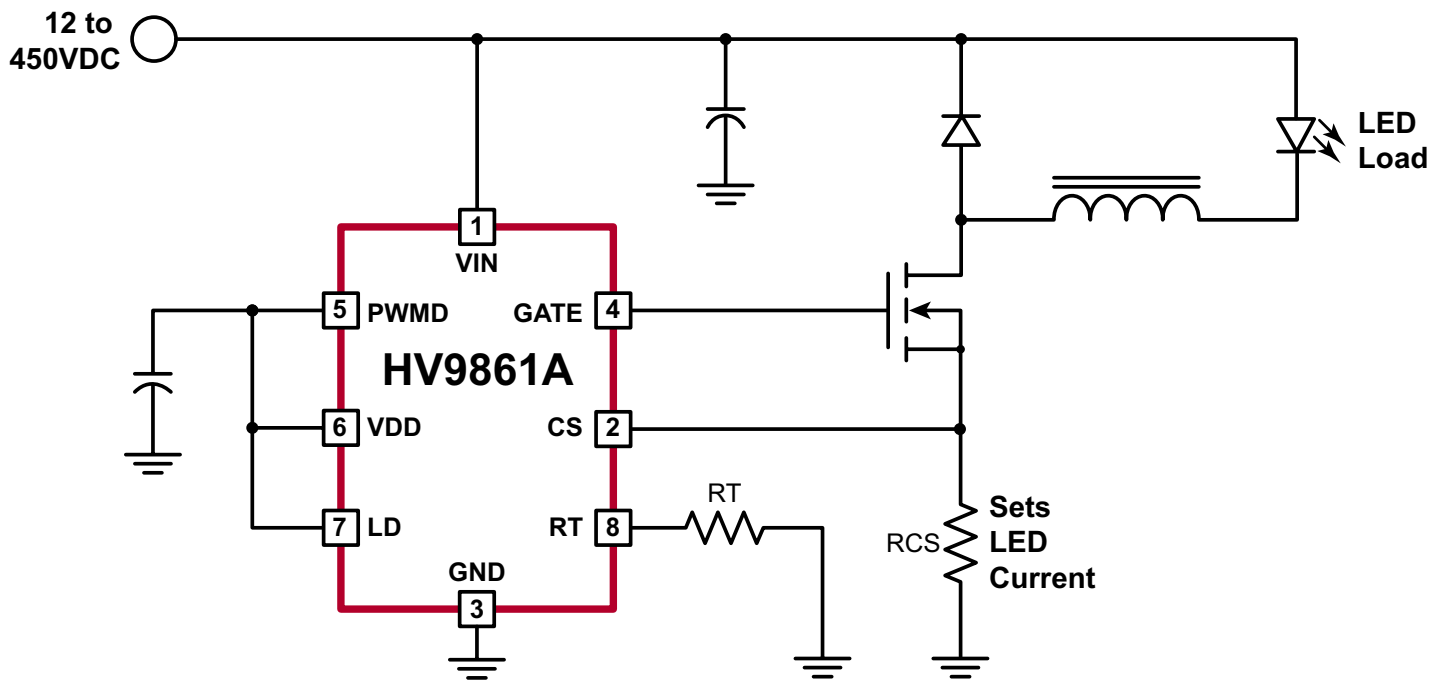 12 to
450VDC
LED
Load
1
VIN
5
PWMD
GATE
4
HV9861A
6
VDD
CS
2
7
LD
RT
8
RT
GND
3
RCS
Sets
LED
Current